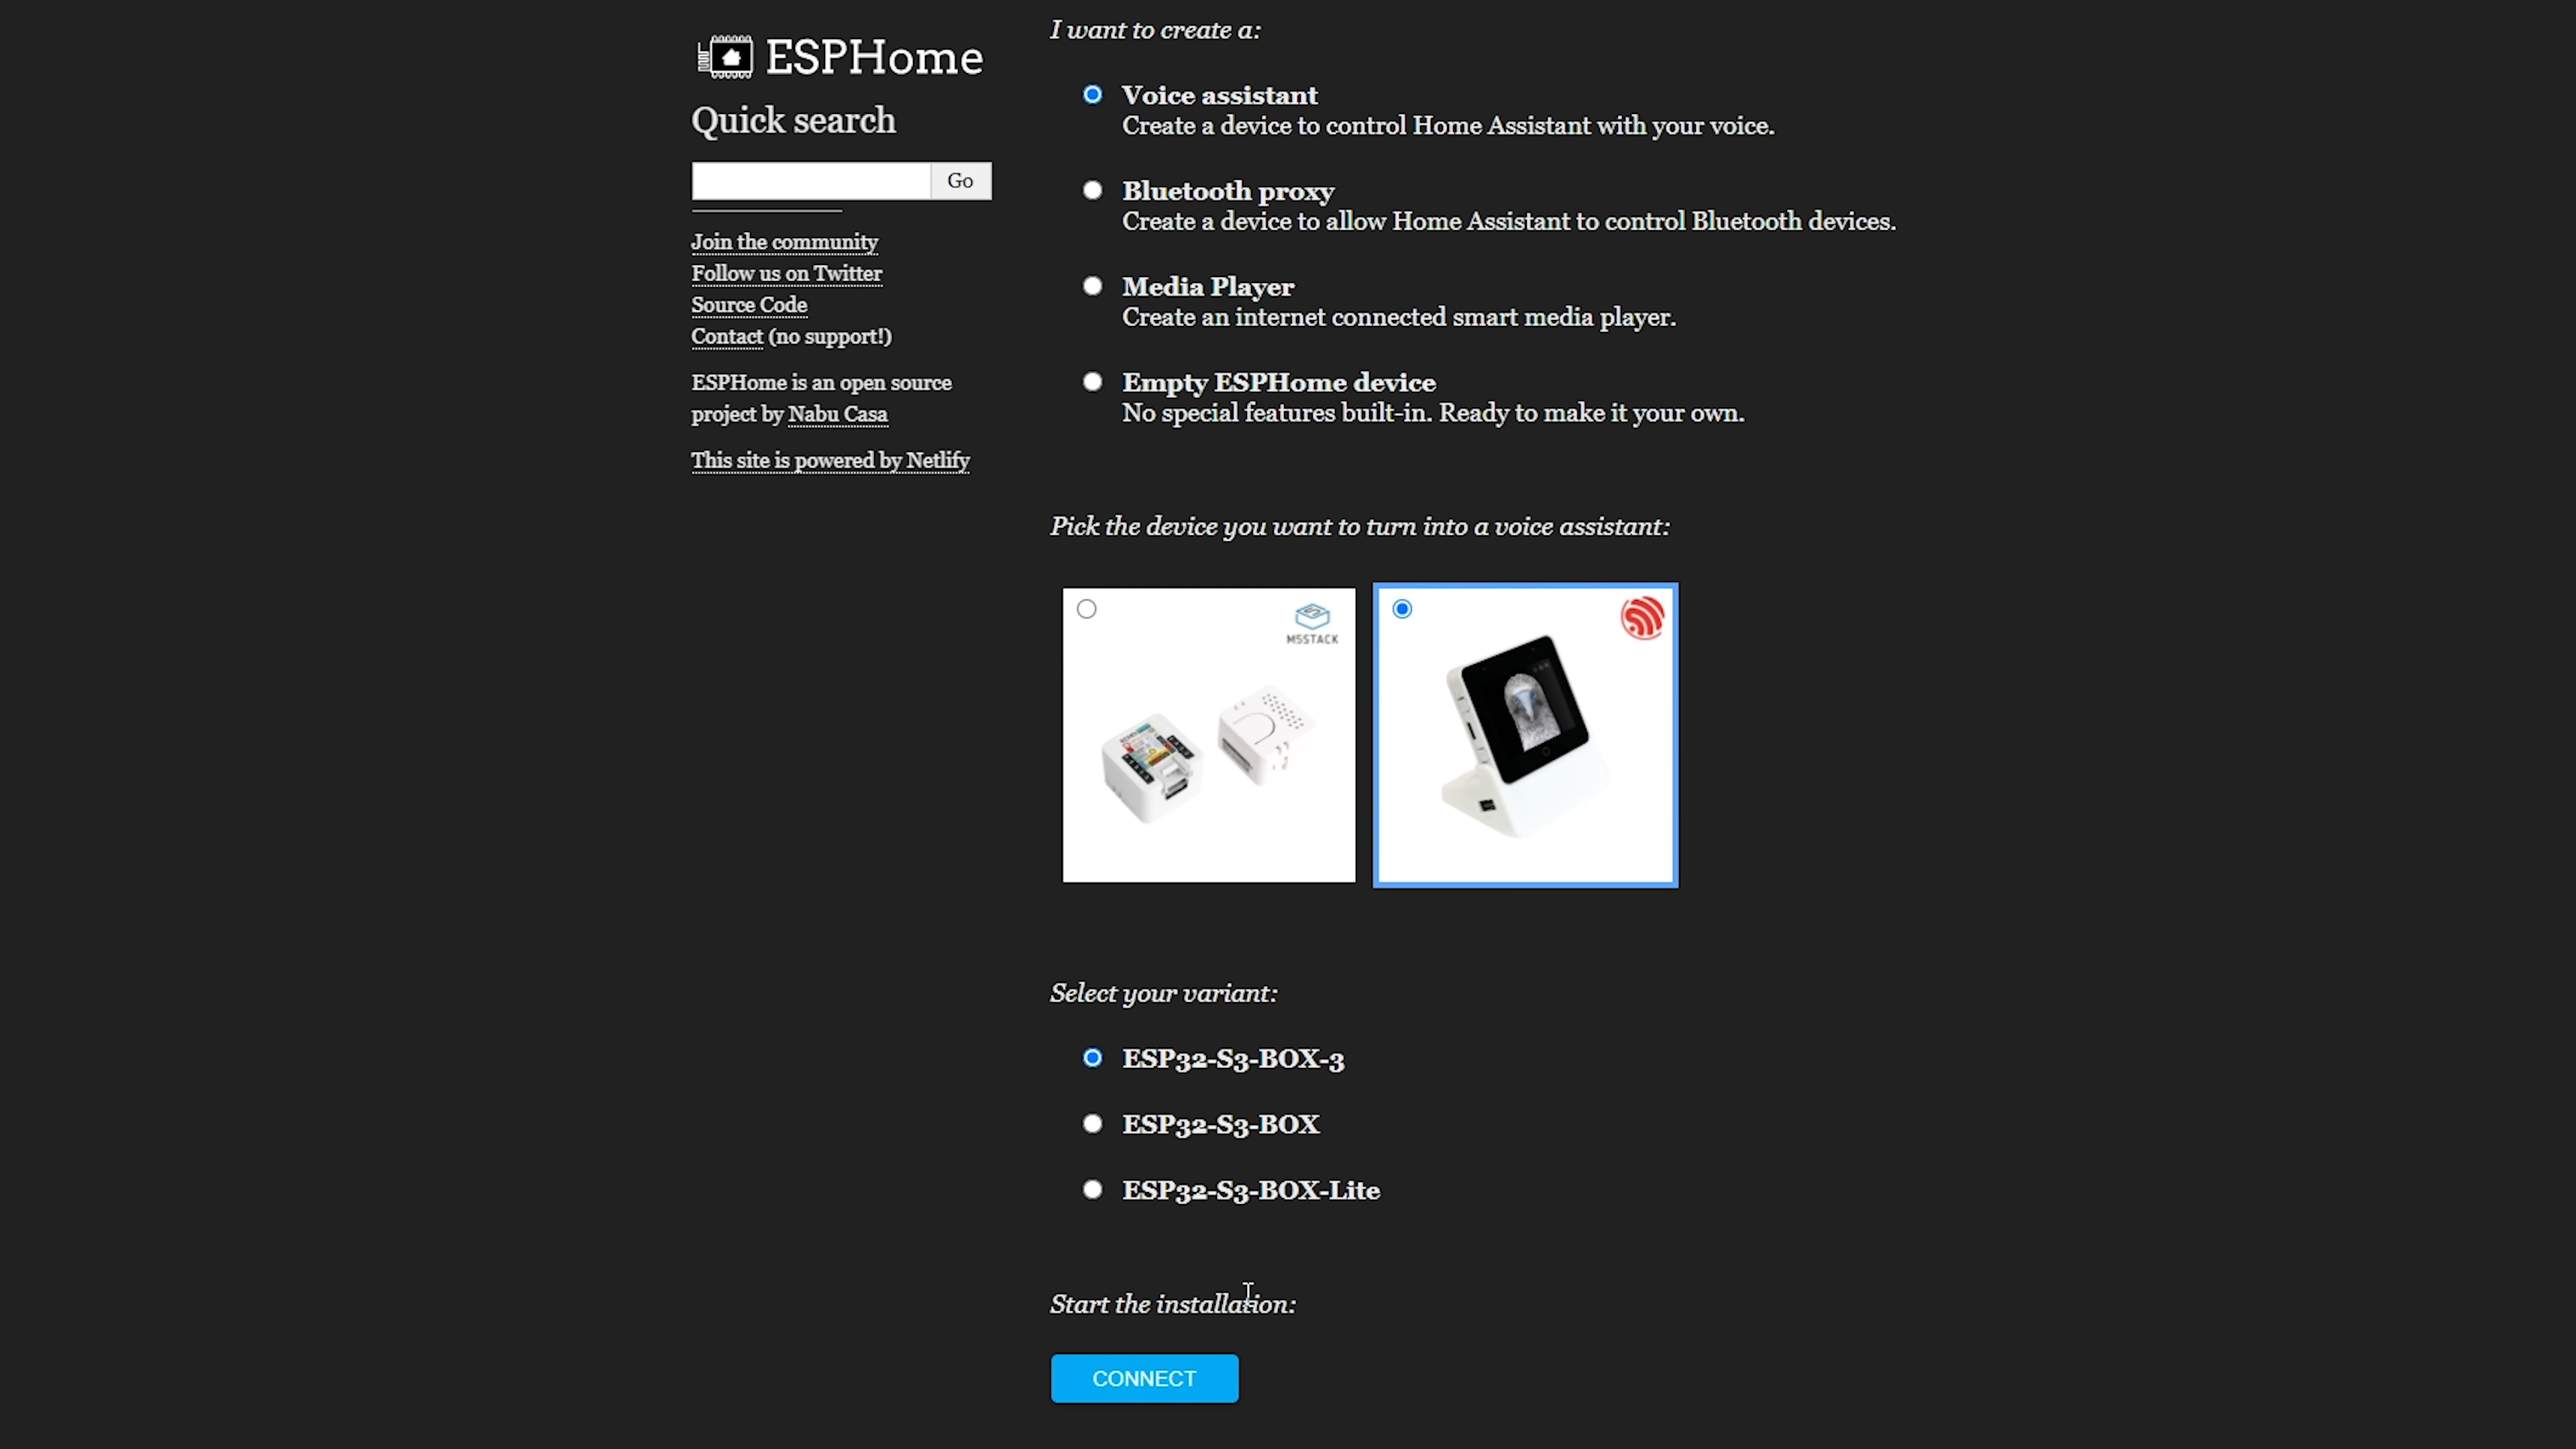 ESPHome
Quick search
Go
Join the community
Follow us on Twitter
Source Code
Contact (no support!)
ESPHome is an open source
project by Nabu Casa
This site is powered by Netlify
I want to create a:
Voice assistant
Create a device to control Home Assistant with your voice.
Bluetooth proxy
Create a device to allow Home Assistant to control Bluetooth devices.
Media Player
Create an internet connected smart media player.
Empty ESPHome device
No special features built-in. Ready to make it your own.
Pick the device you want to turn into a voice assistant:
M5STACK
Select your variant:
ESP32-S3-BOX-3
ESP32-S3-BOX
ESP32-S3-BOX-Lite
Start the installation:
CONNECT